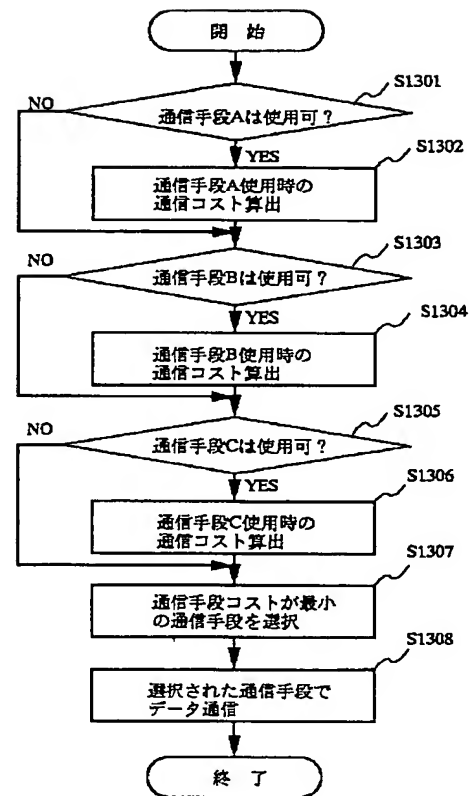 開 始
S1301
NO
通信手段Aは使用可？
YES
S1302
通信手段A使用時の
通信コスト算出
S1303
NO
通信手段Bは使用可？
YES
S1304
通信手段B使用時の
通信コスト算出
S1305
NO
通信手段Cは使用可？
YES
S1306
通信手段C使用時の
通信コスト算出
S1307
通信手段コストが最小
の通信手段を選択
S1308
選択された通信手段で
データ通信
終 了